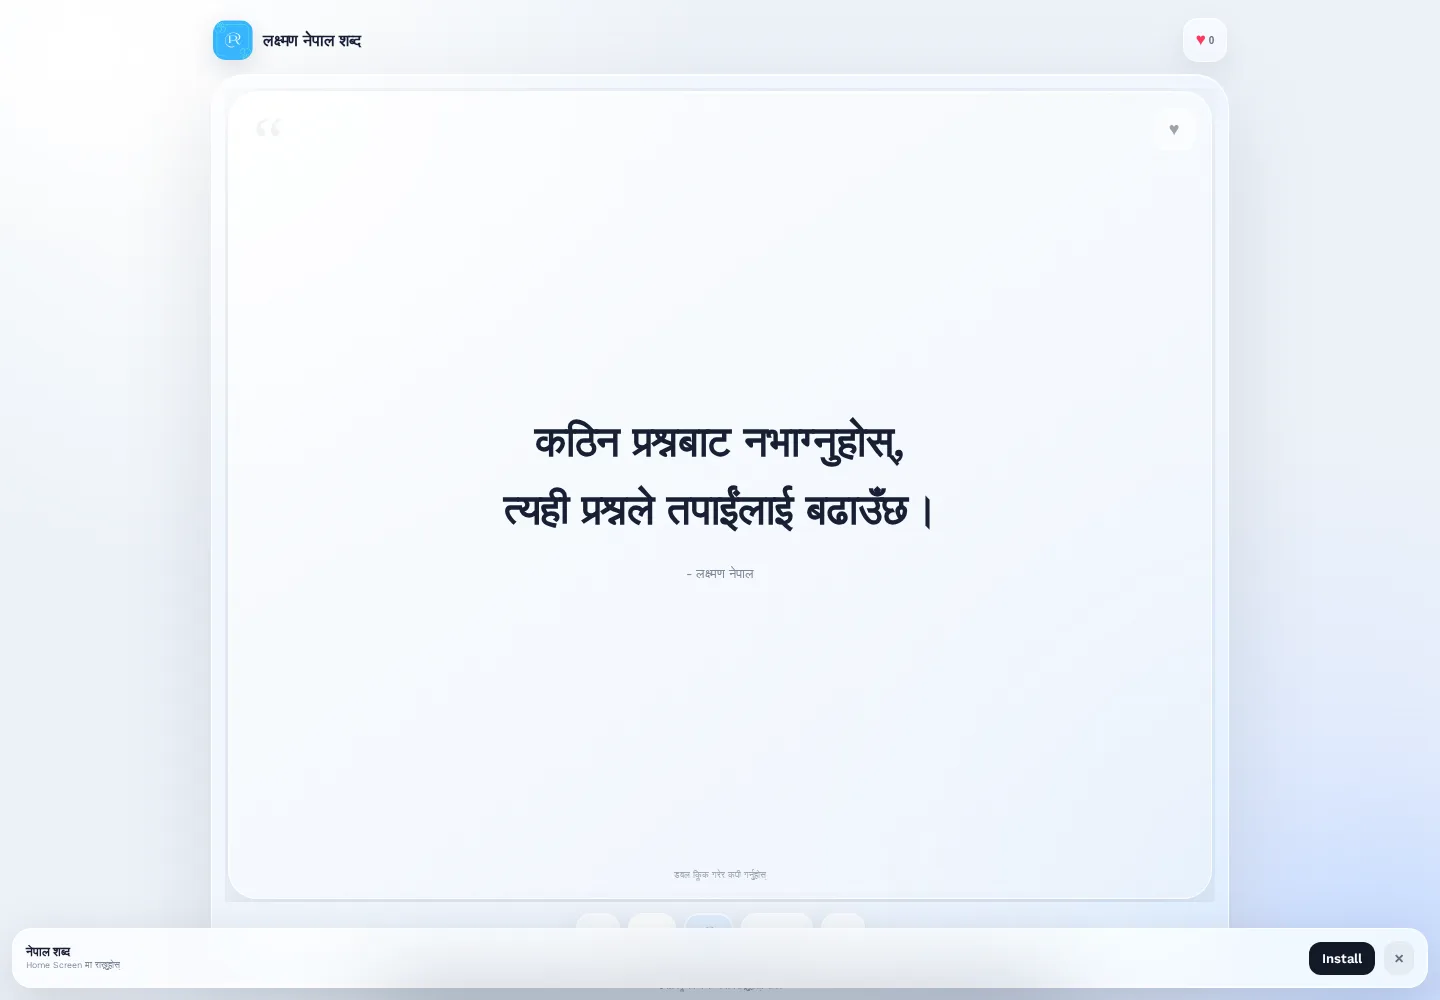 लक्ष्मण नेपाल शब्द
♥ 0
“
♥
कठिन प्रश्नबाट नभाग्नुहोस्,
त्यही प्रश्नले तपाईंलाई बढाउँछ।
- लक्ष्मण नेपाल
डबल क्लिक गरेर कपी गर्नुहोस्
नेपाल शब्द
Home Screen मा राख्नुहोस्
Install
×